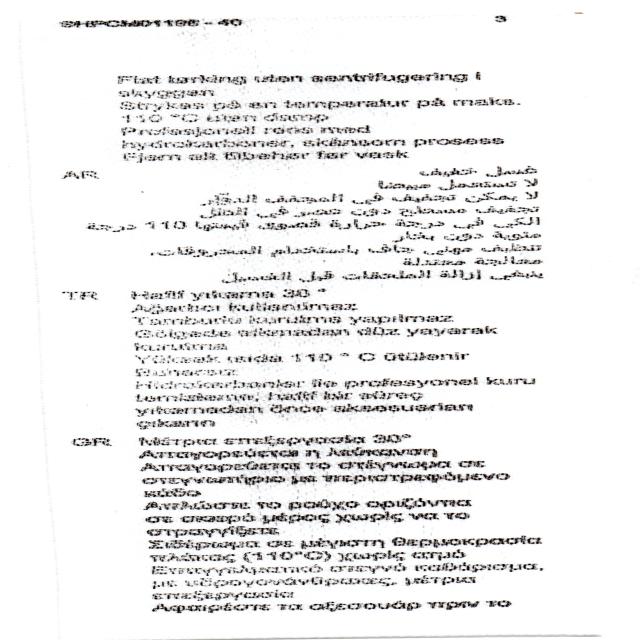 SHPCM01195 - 40 3
Flat tørking uten sentrifugering i
skyggen
Strykes på en temperatur på maks.
110 °C uten damp
Profesjonell rens med
hydrokarboner, skånsom prosess
Fjern alt tilbehør før vask
AR غسيل خفيف
لا تستعمل مبيضا
لا يمكن تجفيف في المجفف الدوّار
تجفيف مسطح دون عصر في الظل
الكي في درجة حرارة قصوى قيمتها 110 درجة
مئوية دون بخار
تنظيف مهني جاف باستخدام المحروقات،
معالجة معتدلة
ينبغي إزالة الملحقات قبل الغسيل
TR Hafif yıkama 30 °
Ağartıcı kullanılmaz
Tamburlu kurutma yapılmaz
Gölgede sıkmadan düz yayarak
kurutma
Yüksek ısıda 110 ° C ütülenir
Buharsız
Hidrokarbonlar ile profesyonel kuru
temizleme, hafif bir süreç
yıkamadan önce aksesuarları
çıkarın
GR Μέτρια επεξεργασία 30°
Απαγορεύεται η λεύκανση
Απαγορεύεται το στέγνωμα σε
στεγνωτήριο με περιστρεφόμενο
κάδο
Απλώστε το ρούχο οριζόντια
σε σκιερό μέρος χωρίς να το
στραγγίξετε
Σιδέρωμα σε μέγιστη θερμοκρασία
πλάκας (110°C) χωρίς ατμό
Επαγγελματικό στεγνό καθάρισμα,
με υδρογονάνθρακες, μέτρια
επεξεργασία
Αφαιρέστε τα αξεσουάρ πριν το